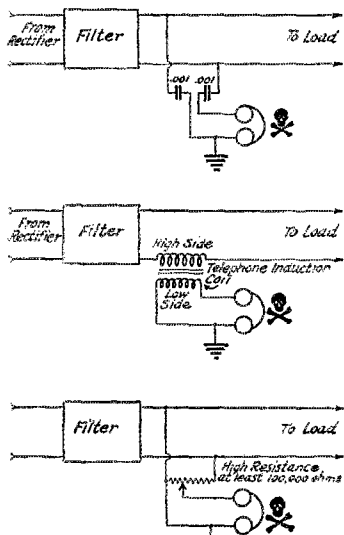 From
Rectifier
Filter
To Load
.001 .001
From
Rectifier
Filter
To Load
High Side
Telephone Induction
Coil
Low
Side
Filter
To Load
High Resistance
at least 100,000 ohms